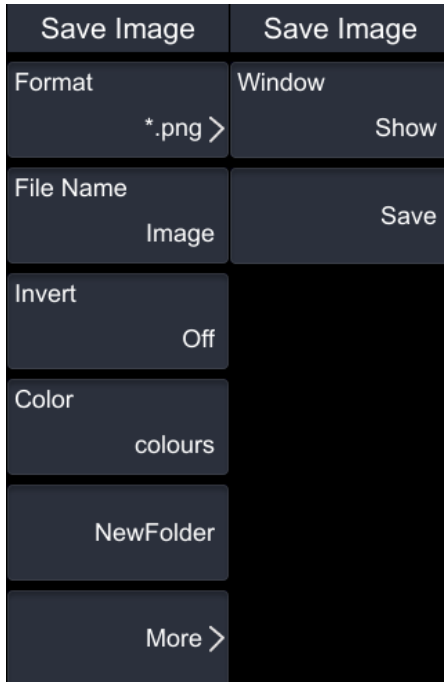 Save Image
Format
*.png >
File Name
Image
Invert
Off
Color
colours
NewFolder
More >
Save Image
Window
Show
Save